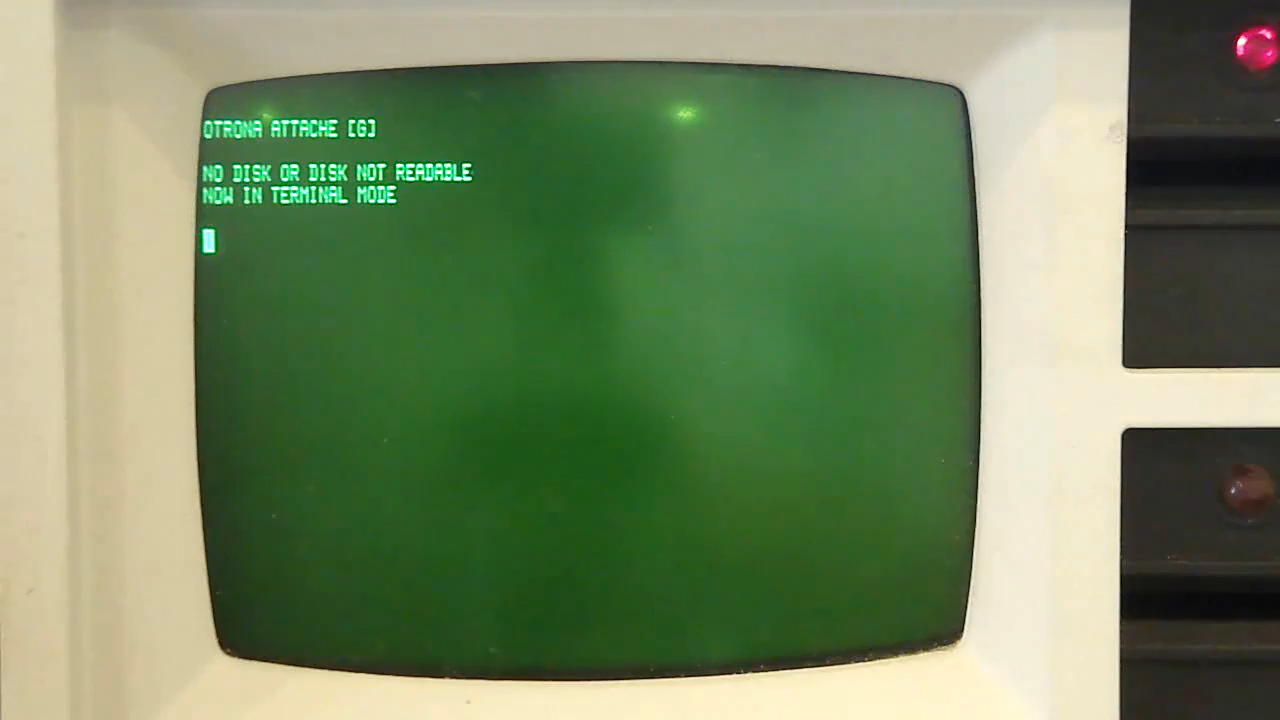 OTRONA ATTACHE [G]
NO DISK OR DISK NOT READABLE
NOW IN TERMINAL MODE